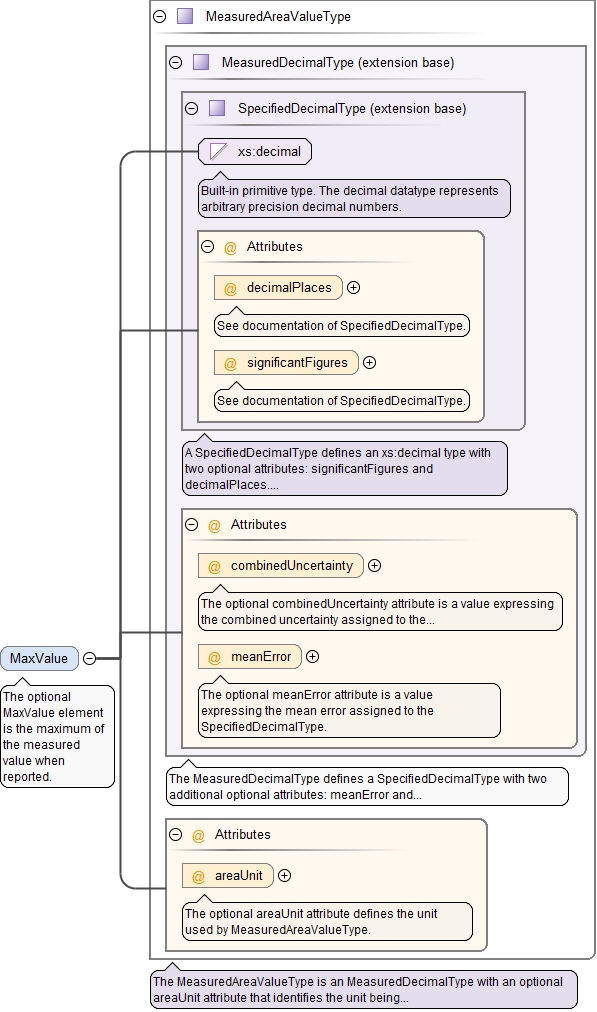 MeasuredAreaValueType
MeasuredDecimalType (extension base)
SpecifiedDecimalType (extension base)
xs:decimal
Built-in primitive type. The decimal datatype represents
arbitrary precision decimal numbers.
@ Attributes
@ decimalPlaces
See documentation of SpecifiedDecimalType.
@ significantFigures
See documentation of SpecifiedDecimalType.
A SpecifiedDecimalType defines an xs:decimal type with
two optional attributes: significantFigures and
decimalPlaces....
@ Attributes
@ combinedUncertainty
The optional combinedUncertainty attribute is a value expressing
the combined uncertainty assigned to the...
@ meanError
The optional meanError attribute is a value
expressing the mean error assigned to the
SpecifiedDecimalType.
MaxValue
The optional
MaxValue element
is the maximum of
the measured
value when
reported.
The MeasuredDecimalType defines a SpecifiedDecimalType with two
additional optional attributes: meanError and...
@ Attributes
@ areaUnit
The optional areaUnit attribute defines the unit
used by MeasuredAreaValueType.
The MeasuredAreaValueType is an MeasuredDecimalType with an optional
areaUnit attribute that identifies the unit being...